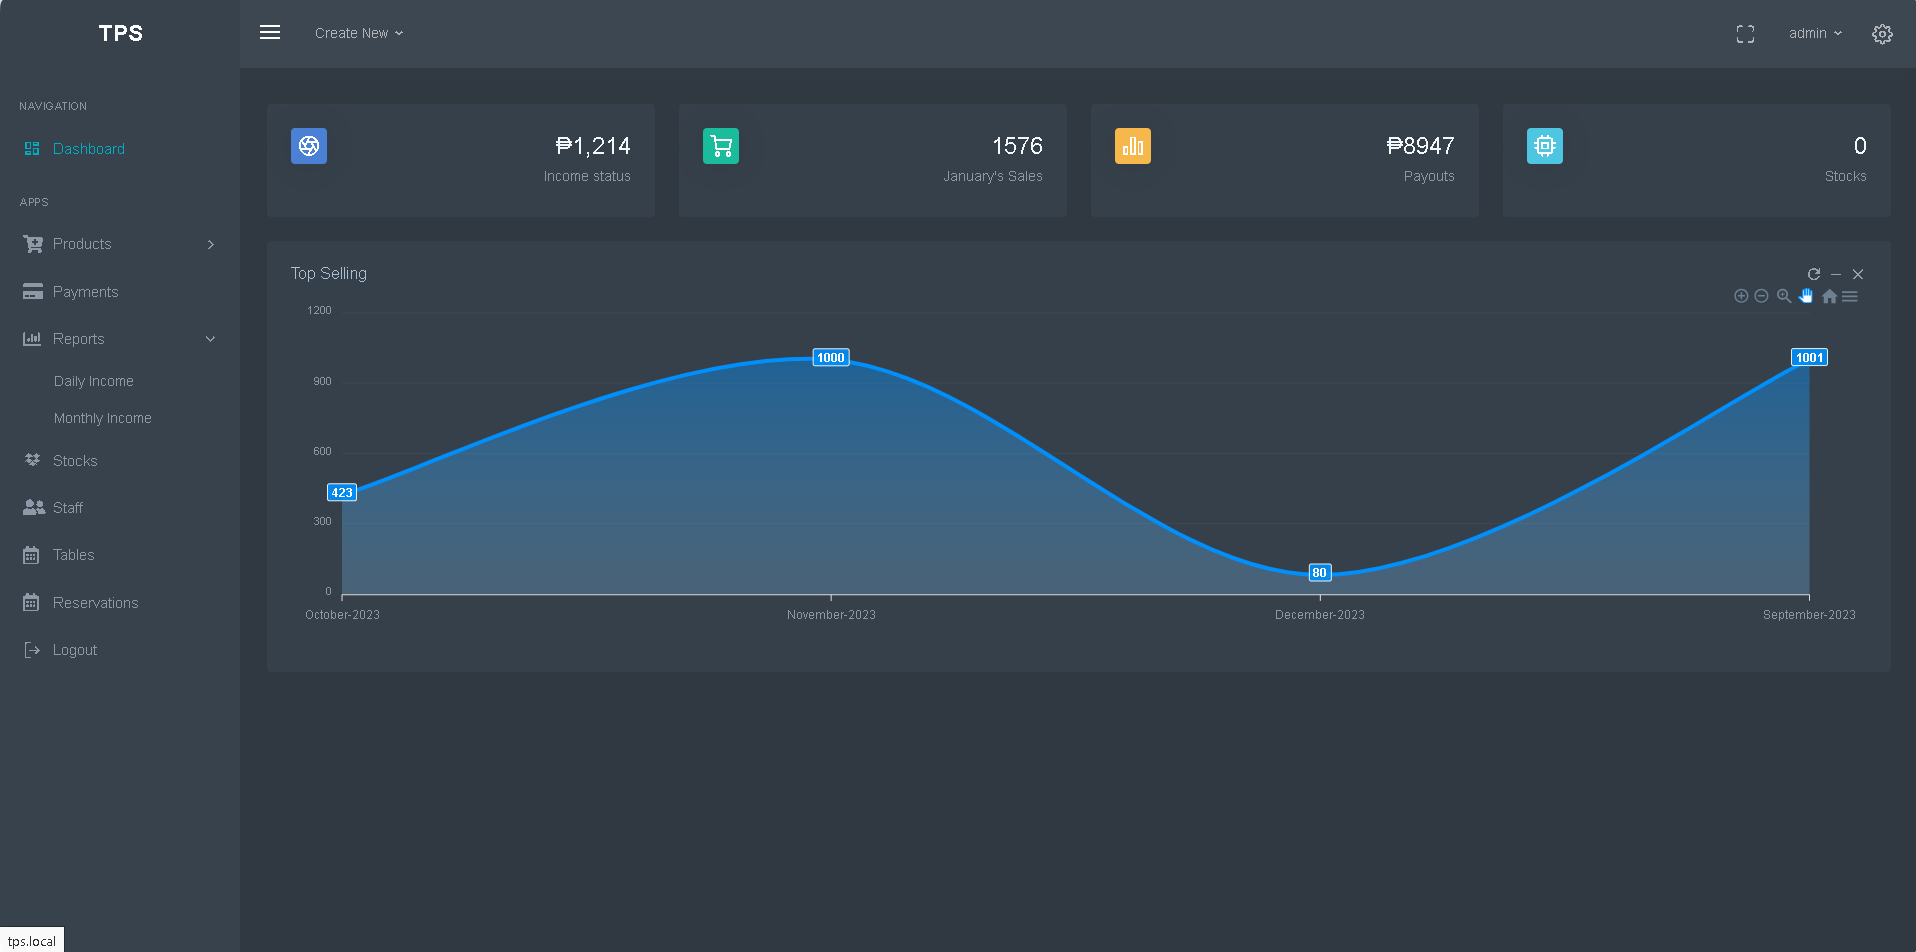 TPS
Create New
admin
NAVIGATION
Dashboard
APPS
Products
Payments
Reports
Daily Income
Monthly Income
Stocks
Staff
Tables
Reservations
Logout
₱1,214
Income status
1576
January's Sales
₱8947
Payouts
0
Stocks
Top Selling
1200
900
600
300
0
423
1000
80
1001
October-2023
November-2023
December-2023
September-2023
tps.local